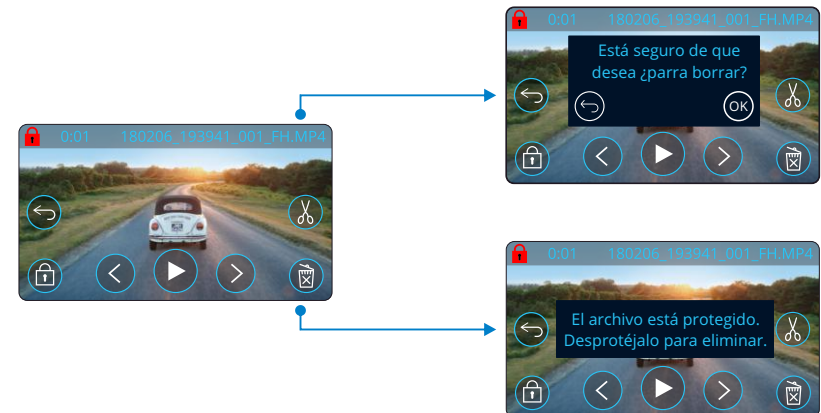 0:01 180206_193941_001_FH.MP4
0:01 180206_193941_001_FH.MP4
Está seguro de que
desea ¿parra borrar?
OK
0:01 180206_193941_001_FH.MP4
El archivo está protegido.
Desprotéjalo para eliminar.